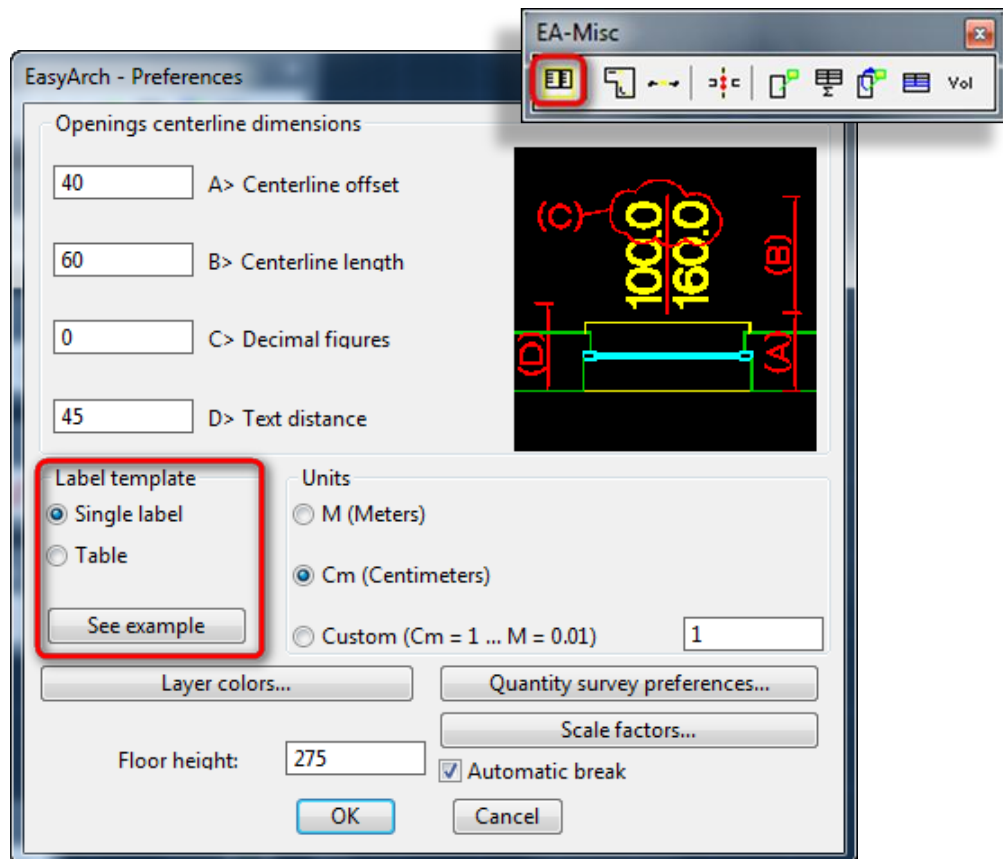 EA-Misc
Vol
EasyArch - Preferences
Openings centerline dimensions
40 A> Centerline offset
60 B> Centerline length
0 C> Decimal figures
45 D> Text distance
(C)
100.0
160.0
(B)
(D)
(A)
Label template
Single label
Table
See example
Units
M (Meters)
Cm (Centimeters)
Custom (Cm = 1 ... M = 0.01) 1
Layer colors...
Quantity survey preferences...
Scale factors...
Floor height: 275
Automatic break
OK
Cancel